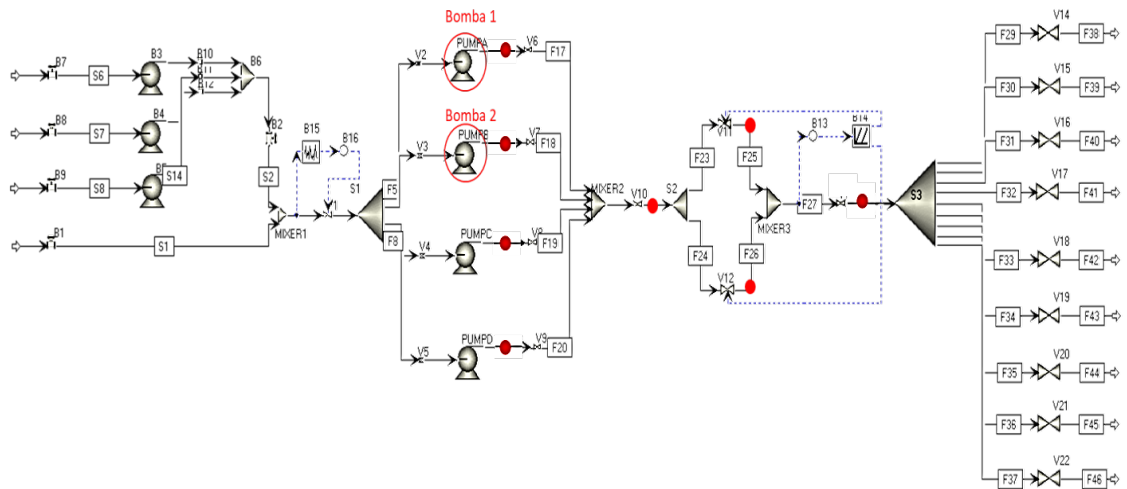 Bomba 1
PUMPA
V2
V6
F17
B7
S6
B3
B10
B11
B12
B6
B8
S7
B4
B2
B15
B16
B9
S8
S14
S2
S1
MIXER1
B1
S1
F5
F8
Bomba 2
PUMPB
V3
V7
F18
V4
PUMPC
F19
V5
PUMPD
V9
F20
MIXER2
V10
S2
F23
V11
F25
F24
V12
F26
MIXER3
B13
B14
F27
S3
F29
V14
F38
F30
V15
F39
F31
V16
F40
F32
V17
F41
F33
V18
F42
F34
V19
F43
F35
V20
F44
F36
V21
F45
F37
V22
F46